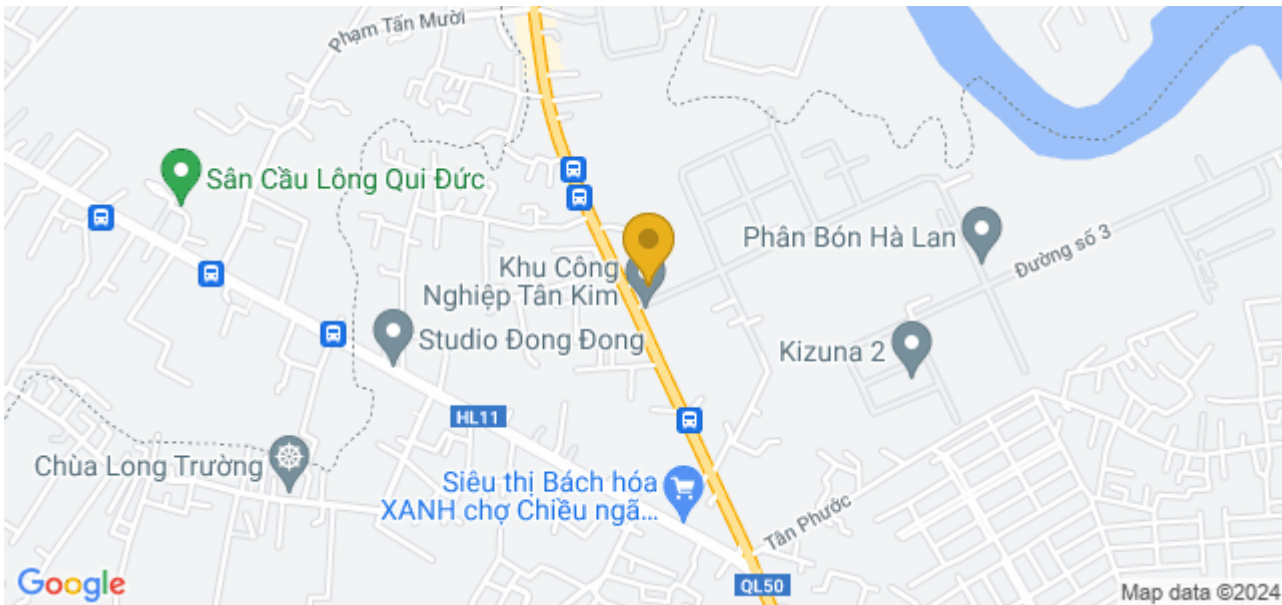 Phạm Tấn Mười
Sân Cầu Lông Qui Đức
Phân Bón Hà Lan
Đường số 3
Khu Công
Nghiệp Tân Kim
Studio Đong Đong
Kizuna 2
HL11
Chùa Long Trường
Siêu thị Bách hóa
XANH chợ Chiều ngã...
Tân Phước
QL50
Google
Map data ©2024